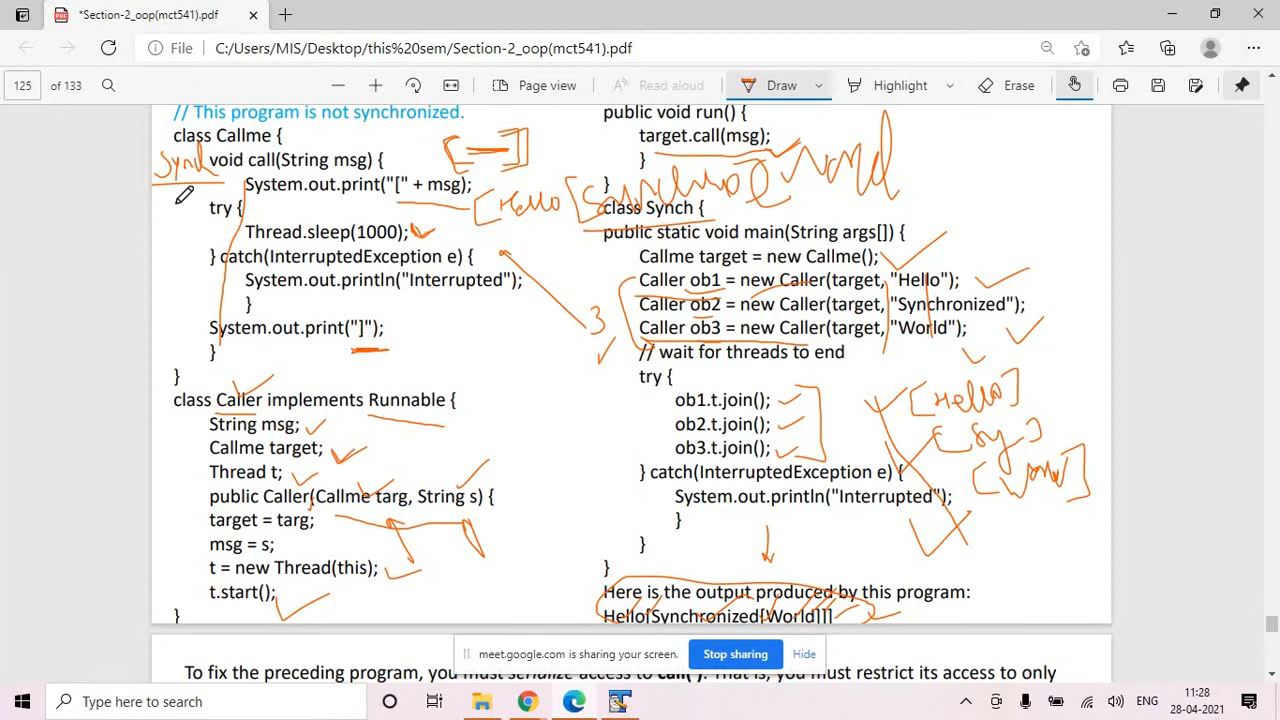 *Section-2_oop(mct541).pdf
File C:/Users/MIS/Desktop/this%20sem/Section-2_oop(mct541).pdf
125 of 133 Page view Read aloud Draw Highlight Erase
// This program is not synchronized.
class Callme {
Synch
void call(String msg) {
System.out.print("[" + msg);
try {
Thread.sleep(1000);
} catch(InterruptedException e) {
System.out.println("Interrupted");
}
System.out.print("]");
}
}
class Caller implements Runnable {
String msg;
Callme target;
Thread t;
public Caller(Callme targ, String s) {
target = targ;
msg = s;
t = new Thread(this);
t.start();
}
[Hello[
3
public void run() {
target.call(msg);
}
}
class Synch {
public static void main(String args[]) {
Callme target = new Callme();
Caller ob1 = new Caller(target, "Hello");
Caller ob2 = new Caller(target, "Synchronized");
Caller ob3 = new Caller(target, "World");
// wait for threads to end
try {
ob1.t.join();
ob2.t.join();
ob3.t.join();
} catch(InterruptedException e) {
System.out.println("Interrupted");
}
}
}
[Hello]
[Sy]
Here is the output produced by this program:
Hello[Synchronized[World]]]
meet.google.com is sharing your screen. Stop sharing Hide
To fix the preceding program, you must serialize access to call( ). That is, you must restrict its access to only
Type here to search
ENG
11:28
28-04-2021